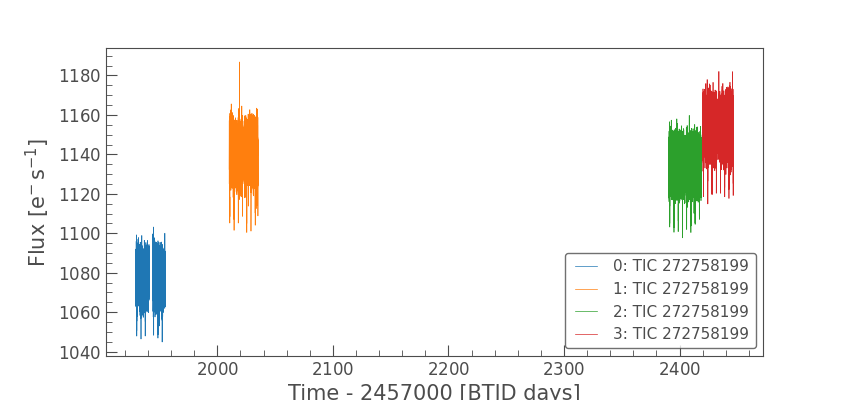 1180
1160
1140
1120
1100
1080
1060
1040
Flux [e⁻ s⁻¹]
2000 2100 2200 2300 2400
Time - 2457000 [BTJD days]
0: TIC 272758199
1: TIC 272758199
2: TIC 272758199
3: TIC 272758199